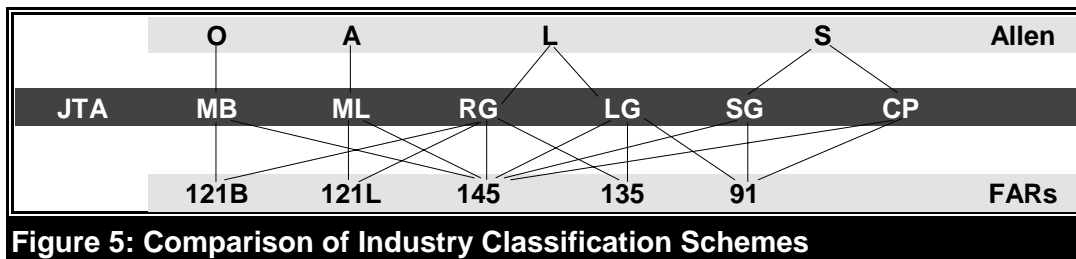 O A L S Allen
JTA MB ML RG LG SG CP
121B 121L 145 135 91 FARs
Figure 5: Comparison of Industry Classification Schemes